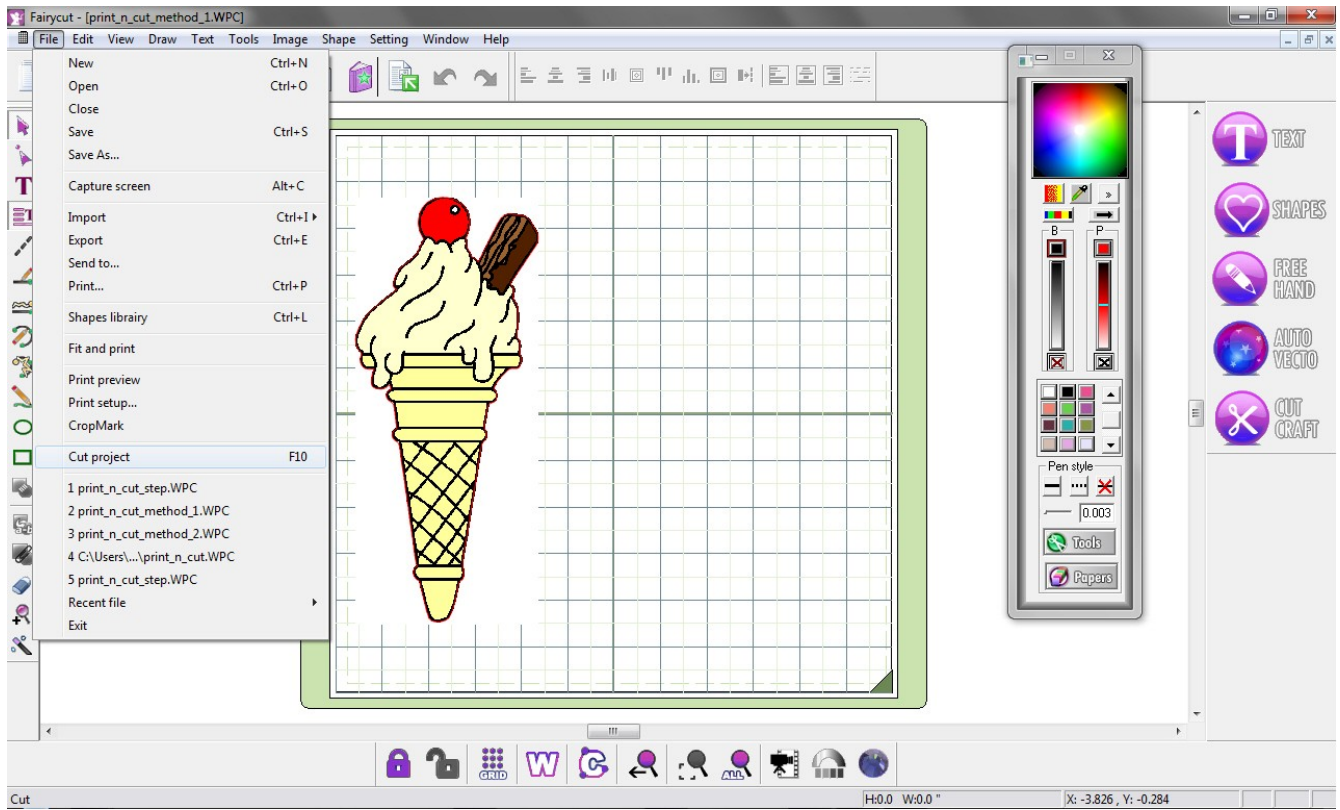 Fairycut - [print_n_cut_method_1.WPC]
File Edit View Draw Text Tools Image Shape Setting Window Help
New Ctrl+N
Open Ctrl+O
Close
Save Ctrl+S
Save As...
Capture screen Alt+C
Import Ctrl+I
Export Ctrl+E
Send to...
Print... Ctrl+P
Shapes librairy Ctrl+L
Fit and print
Print preview
Print setup...
CropMark
Cut project F10
1 print_n_cut_step.WPC
2 print_n_cut_method_1.WPC
3 print_n_cut_method_2.WPC
4 C:\Users\...\print_n_cut.WPC
5 print_n_cut_step.WPC
Recent file
Exit
B P
Pen style
0.003
Tools
Papers
TEXT
SHAPES
FREE
HAND
AUTO
VECTO
CUT
CRAFT
GRID
Cut H:0.0 W:0.0 " X: -3.826 , Y: -0.284